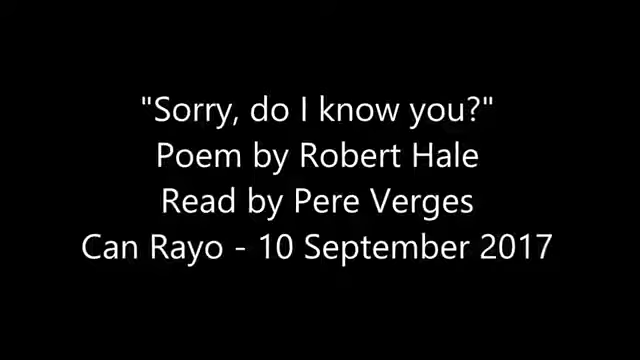 "Sorry, do I know you?"
Poem by Robert Hale
Read by Pere Verges
Can Rayo - 10 September 2017